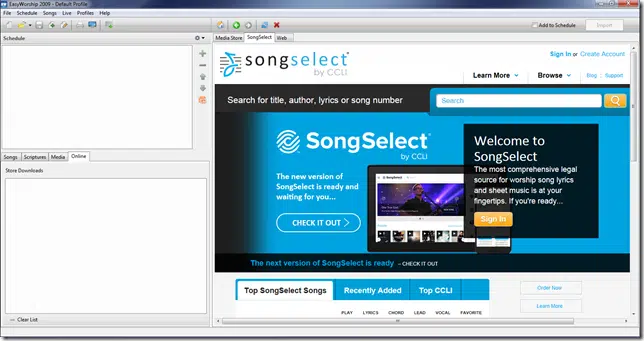 EasyWorship 2009 - Default Profile
File Schedule Songs Live Profiles Help
Add to Schedule Import
Schedule
Media Store SongSelect Web
songselect
by CCLI
Sign In or Create Account
Learn More Browse Blog Support
Search for title, author, lyrics or song number
Search
SongSelect
by CCLI
The new version of
SongSelect is ready and
waiting for you...
CHECK IT OUT
Welcome to
SongSelect
The most comprehensive legal
source for worship song lyrics
and sheet music is at your
fingertips. If you're ready...
Sign In
The next version of SongSelect is ready – CHECK IT OUT
Songs Scriptures Media Online
Store Downloads
Top SongSelect Songs Recently Added Top CCLI
Order Now
Learn More
PLAY LYRICS CHORD LEAD VOCAL FAVORITE
Clear List